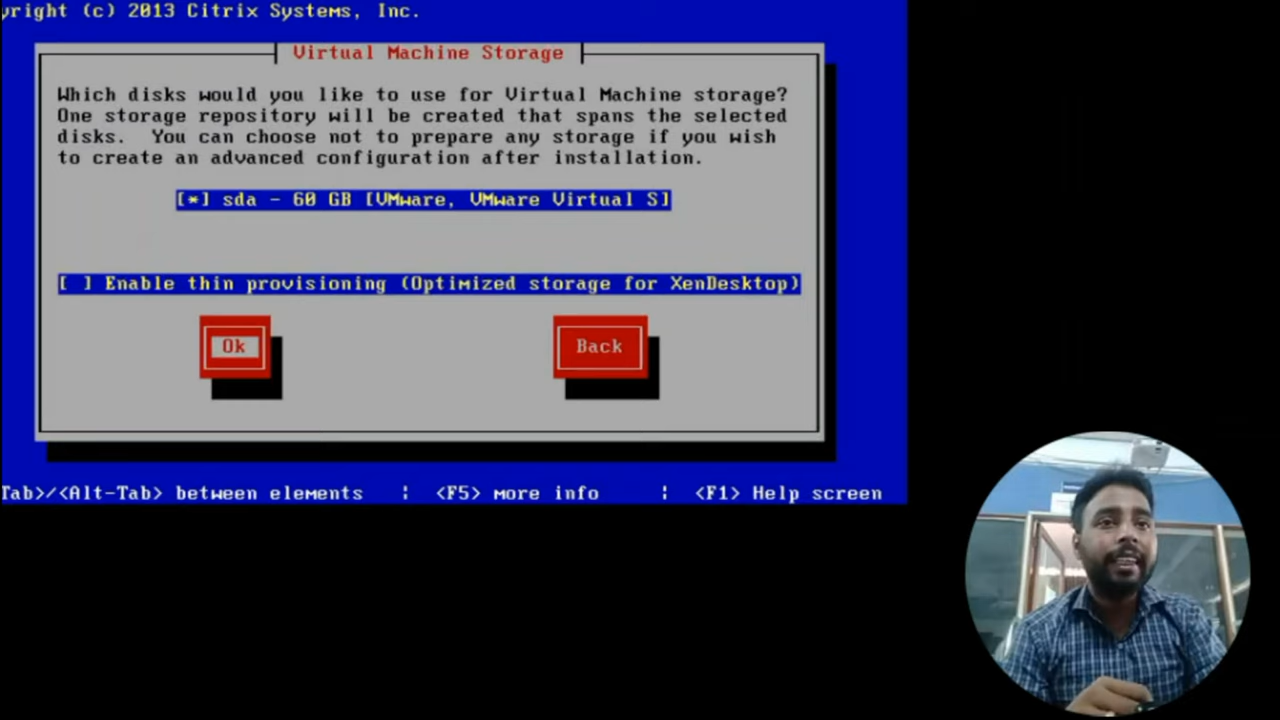 yright (c) 2013 Citrix Systems, Inc.
Virtual Machine Storage
Which disks would you like to use for Virtual Machine storage?
One storage repository will be created that spans the selected
disks.  You can choose not to prepare any storage if you wish
to create an advanced configuration after installation.
[*] sda - 60 GB [VMware, VMware Virtual S]
[ ] Enable thin provisioning (Optimized storage for XenDesktop)
Ok Back
Tab>/<Alt-Tab> between elements   ¦  <F5> more info     ¦  <F1> Help screen